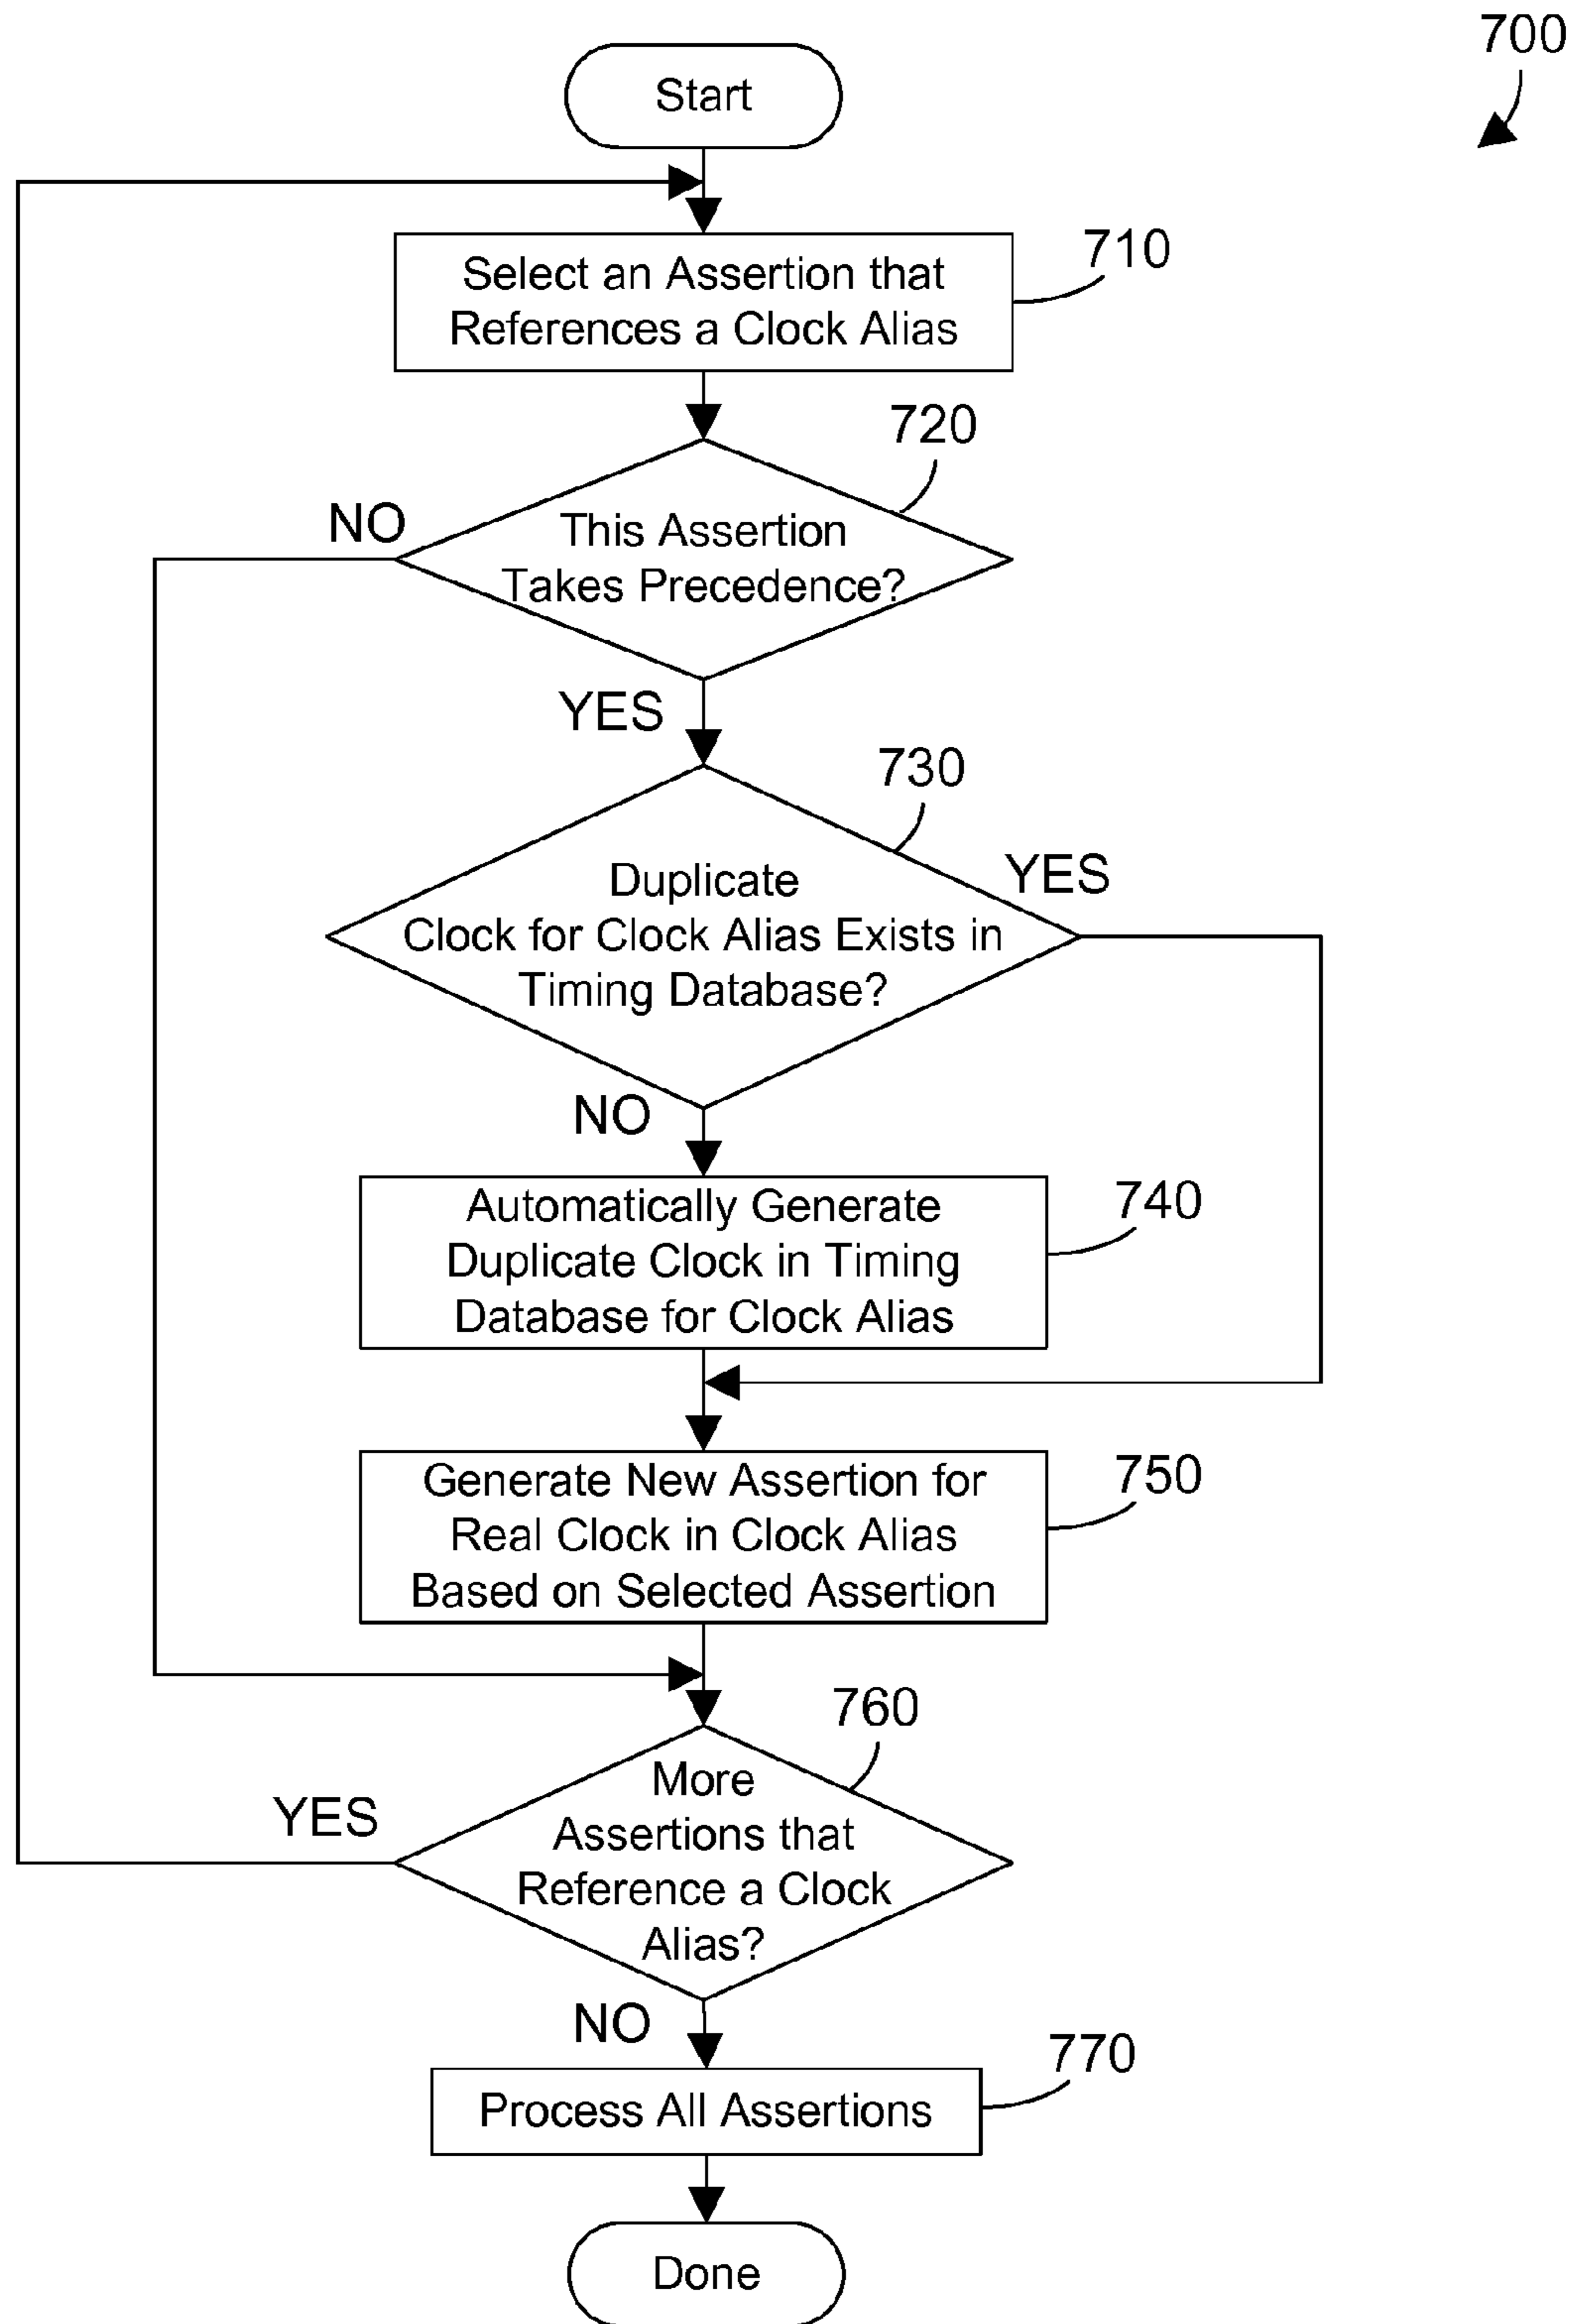 700
Start
Select an Assertion that
References a Clock Alias
710
720
This Assertion
Takes Precedence?
NO
YES
730
Duplicate
Clock for Clock Alias Exists in
Timing Database?
YES
NO
Automatically Generate
Duplicate Clock in Timing
Database for Clock Alias
740
Generate New Assertion for
Real Clock in Clock Alias
Based on Selected Assertion
750
760
More
Assertions that
Reference a Clock
Alias?
YES
NO
Process All Assertions
770
Done